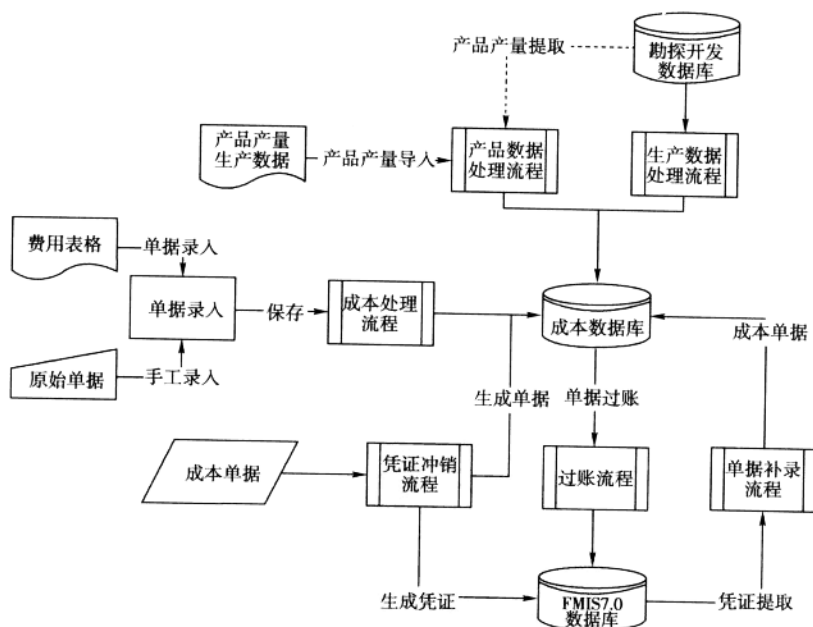 产品产量提取
勘探开发
数据库
产品产量
生产数据
产品产量导入
产品数据
处理流程
生产数据
处理流程
费用表格
单据录入
单据录入
保存
成本处理
流程
成本数据库
成本单据
原始单据
手工录入
生成单据
单据过账
成本单据
凭证冲销
流程
过账流程
单据补录
流程
生成凭证
FMIS7.0
数据库
凭证提取